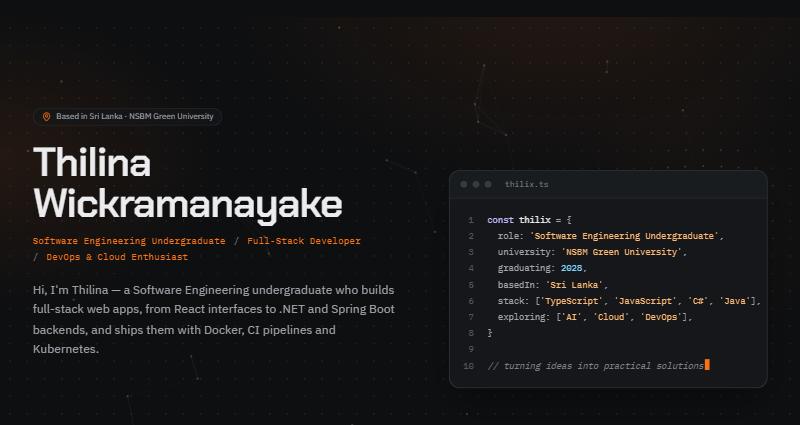 Based in Sri Lanka · NSBM Green University
Thilina
Wickramanayake
Software Engineering Undergraduate / Full-Stack Developer
/ DevOps & Cloud Enthusiast
Hi, I'm Thilina — a Software Engineering undergraduate who builds
full-stack web apps, from React interfaces to .NET and Spring Boot
backends, and ships them with Docker, CI pipelines and
Kubernetes.
thilix.ts
1 const thilix = {
2 role: 'Software Engineering Undergraduate',
3 university: 'NSBM Green University',
4 graduating: 2028,
5 basedIn: 'Sri Lanka',
6 stack: ['TypeScript', 'JavaScript', 'C#', 'Java'],
7 exploring: ['AI', 'Cloud', 'DevOps'],
8 }
9
10 // turning ideas into practical solutions